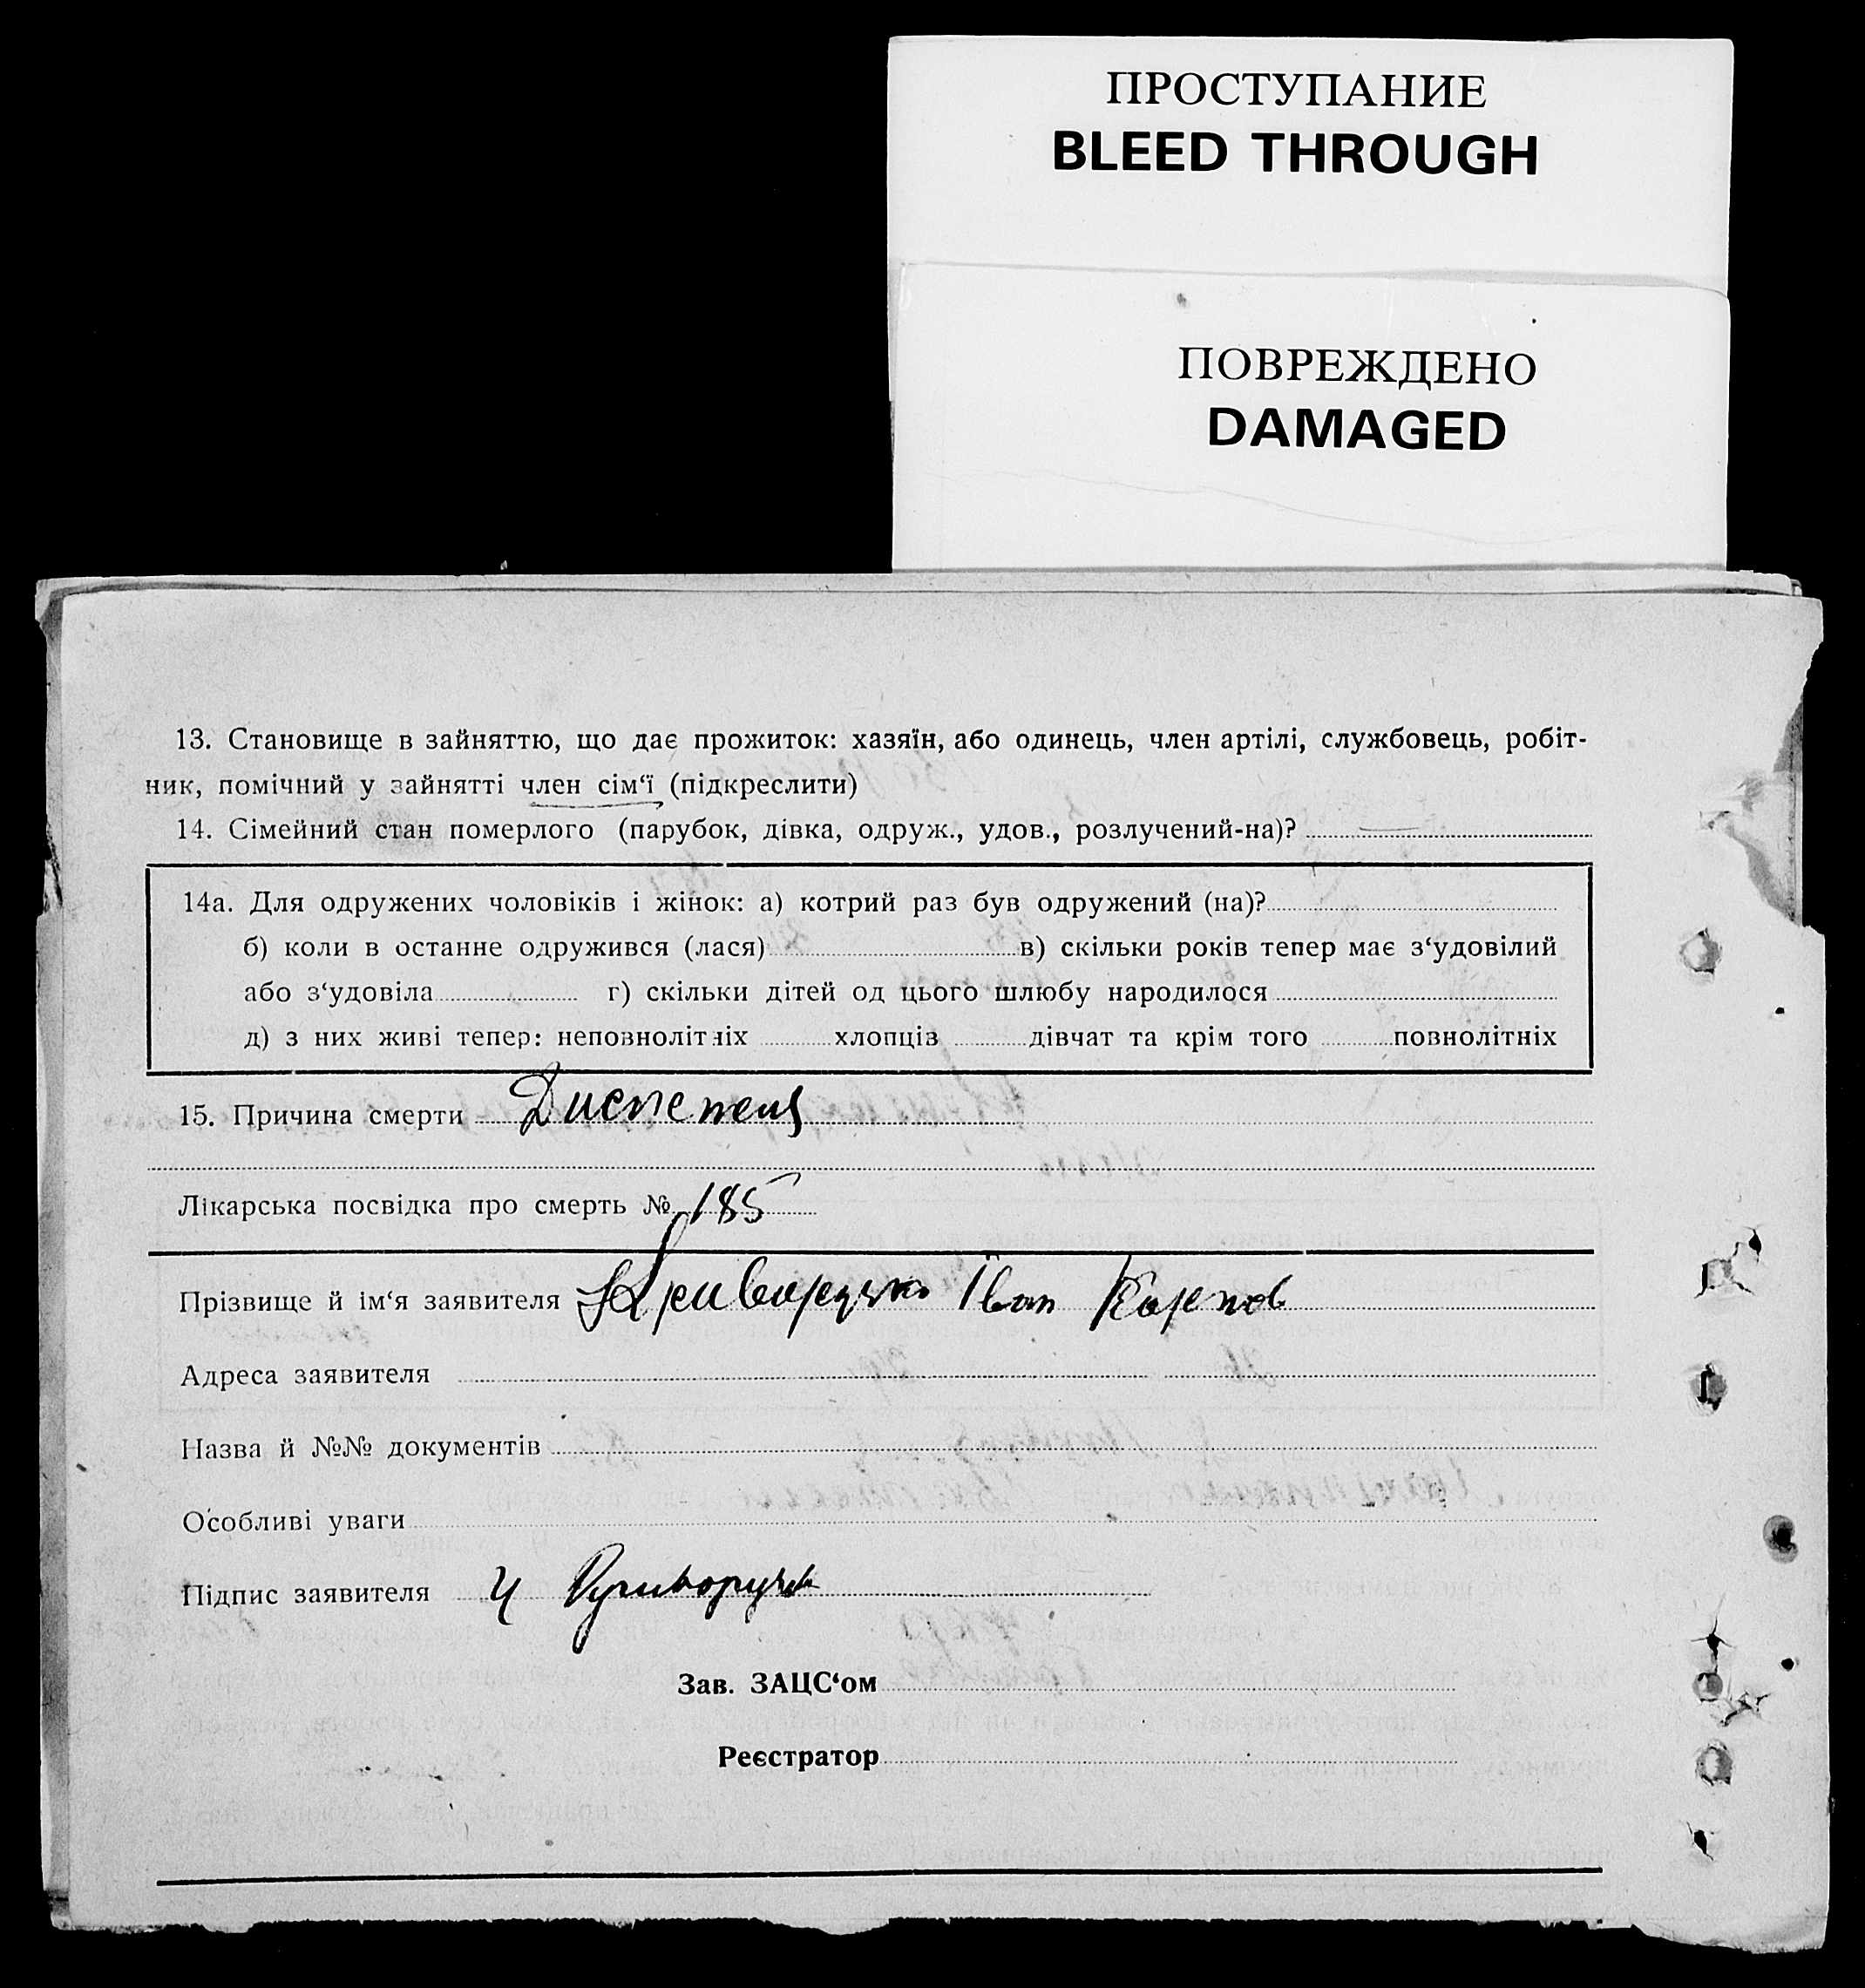 ПРОСТУПАНИЕ
BLEED THROUGH
ПОВРЕЖДЕНО
DAMAGED
13. Становище в зайняттю, що дає прожиток: хазяїн, або одинець, член артілі, службовець, робіт-
ник, помічний у зайнятті член сім‘ї (підкреслити)
14. Сімейний стан померлого (парубок, дівка, одруж., удов., розлучений-на)? —
14а. Для одружених чоловіків і жінок: а) котрий раз був одружений (на)?
б) коли в останне одружився (лася) в) скільки років тепер має з‘удовілий
або з‘удовіла г) скільки дітей од цього шлюбу народилося
д) з них живі тепер: неповнолітніх хлопців дівчат та крім того повнолітніх
15. Причина смерти
Лікарська посвідка про смерть № 185
Прізвище й ім‘я заявителя Іван Карпов
Адреса заявителя
Назва й №№ документів
Особливі уваги
Підпис заявителя
Зав. ЗАЦС‘ом
Реєстратор